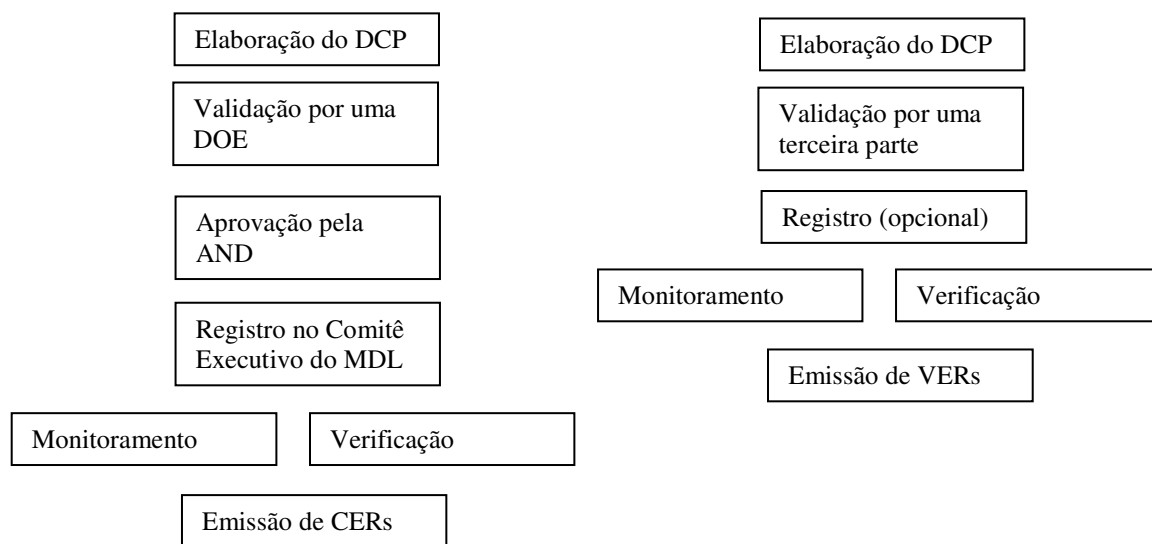 Elaboração do DCP
Validação por uma
DOE
Aprovação pela
AND
Registro no Comitê
Executivo do MDL
Monitoramento
Verificação
Emissão de CERs
Elaboração do DCP
Validação por uma
terceira parte
Registro (opcional)
Monitoramento
Verificação
Emissão de VERs